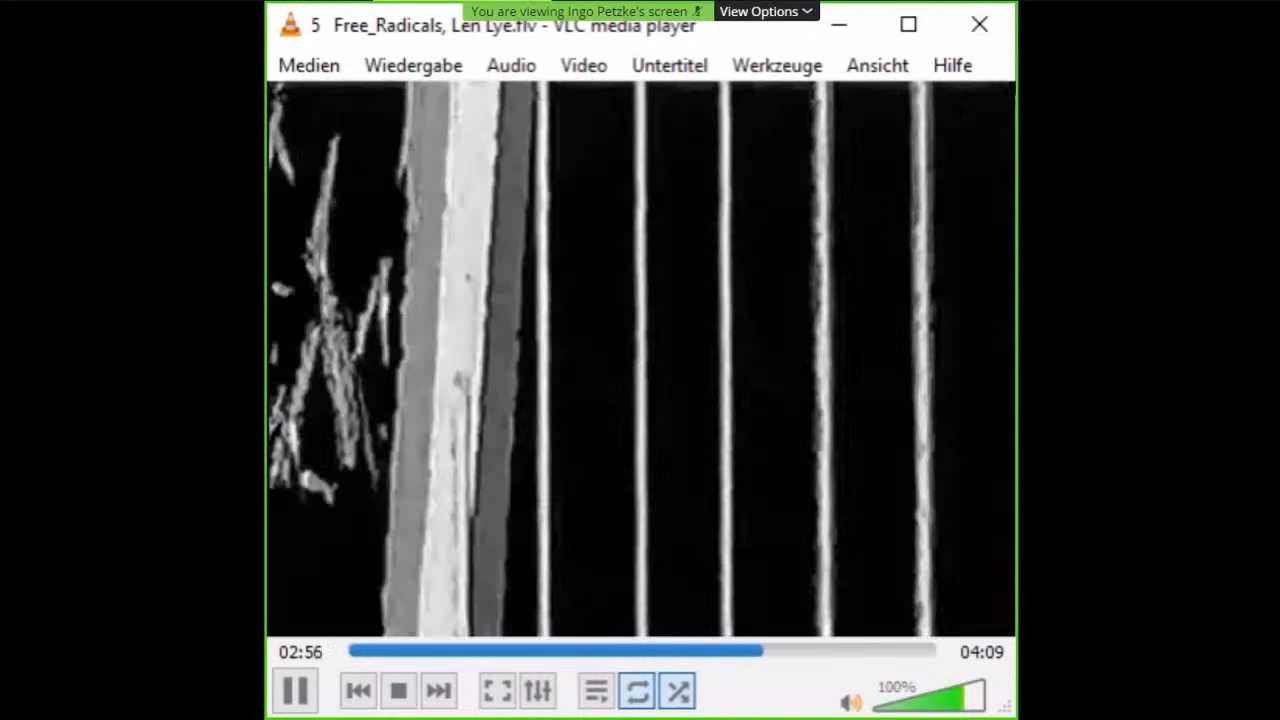 You are viewing Ingo Petzke's screen View Options
5 Free_Radicals, Len Lye.flv - VLC media player
Medien Wiedergabe Audio Video Untertitel Werkzeuge Ansicht Hilfe
02:56 04:09
100%